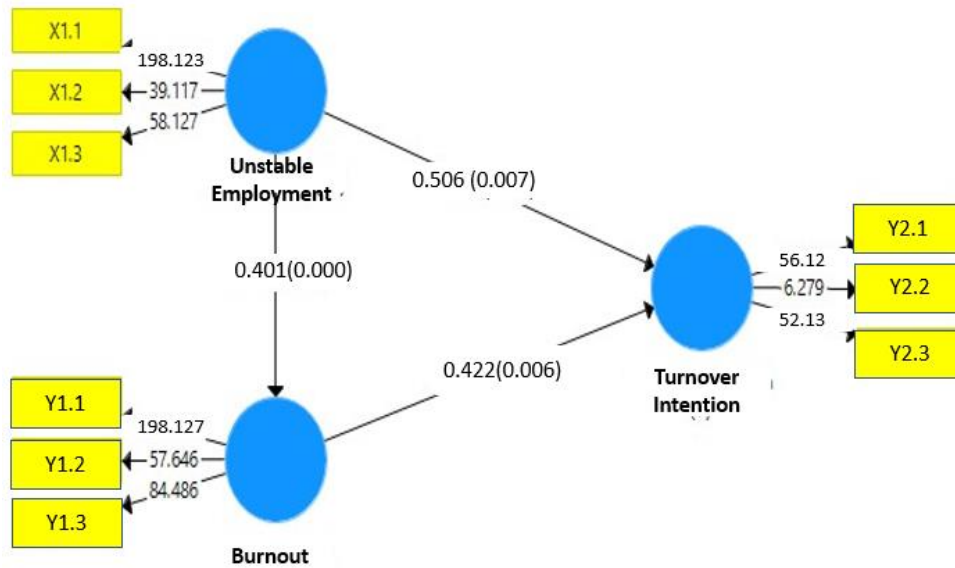 X1.1
198.123
X1.2
39.117
X1.3
58.127
Unstable
Employment
0.506 (0.007)
0.401(0.000)
Y2.1
56.12
6.279
Y2.2
52.13
Y2.3
Turnover
Intention
0.422(0.006)
Y1.1
198.127
Y1.2
57.646
84.486
Y1.3
Burnout